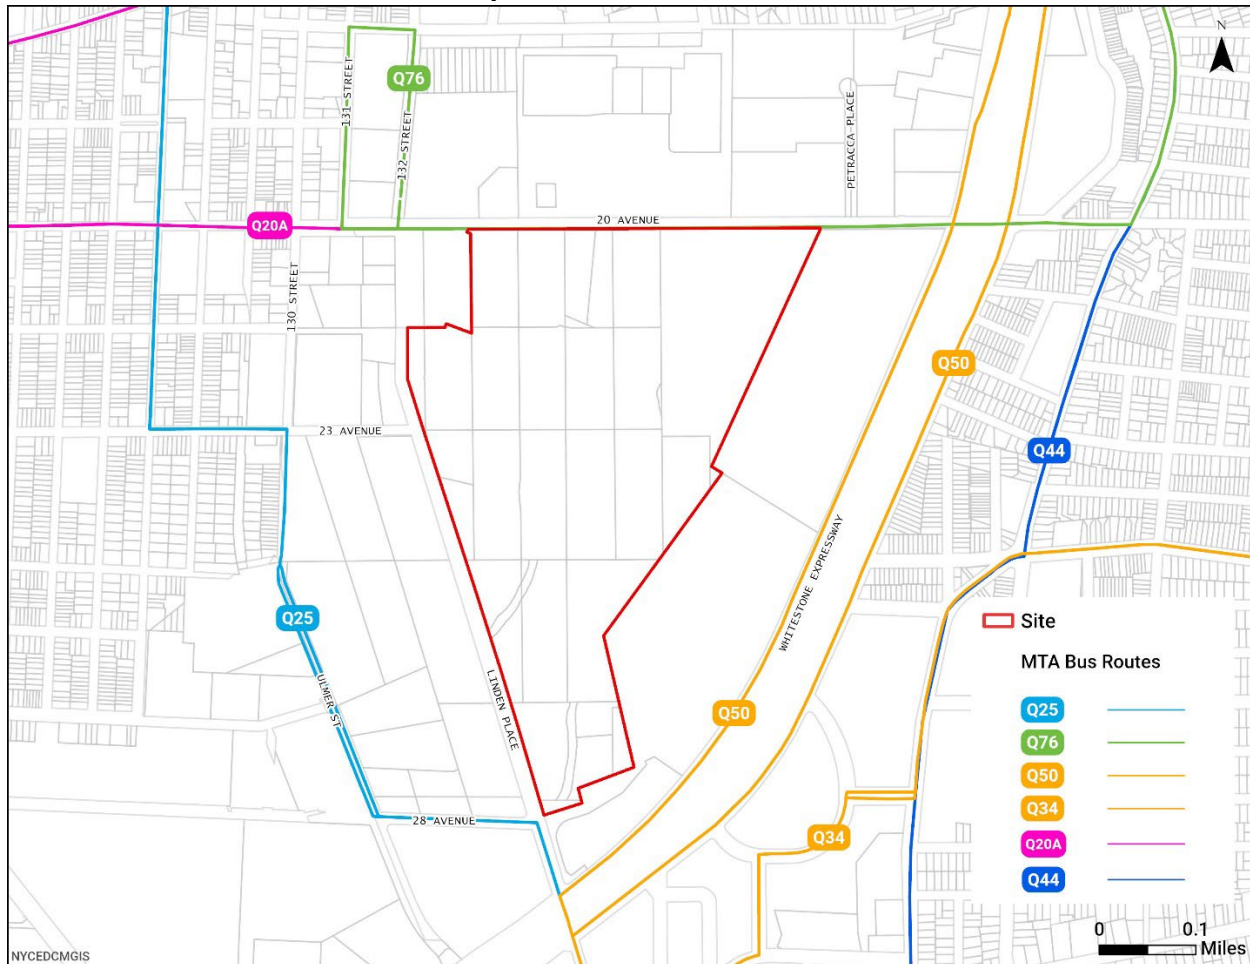 N
Q76
131 STREET
132 STREET
PETRACCA PLACE
20 AVENUE
Q20A
130 STREET
Q50
23 AVENUE
Q44
WHITESTONE EXPRESSWAY
Q25
ULMER ST
LINDEN PLACE
Q50
28 AVENUE
Q34
Site
MTA Bus Routes
Q25
Q76
Q50
Q34
Q20A
Q44
0 0.1
Miles
NYCEDCMGIS